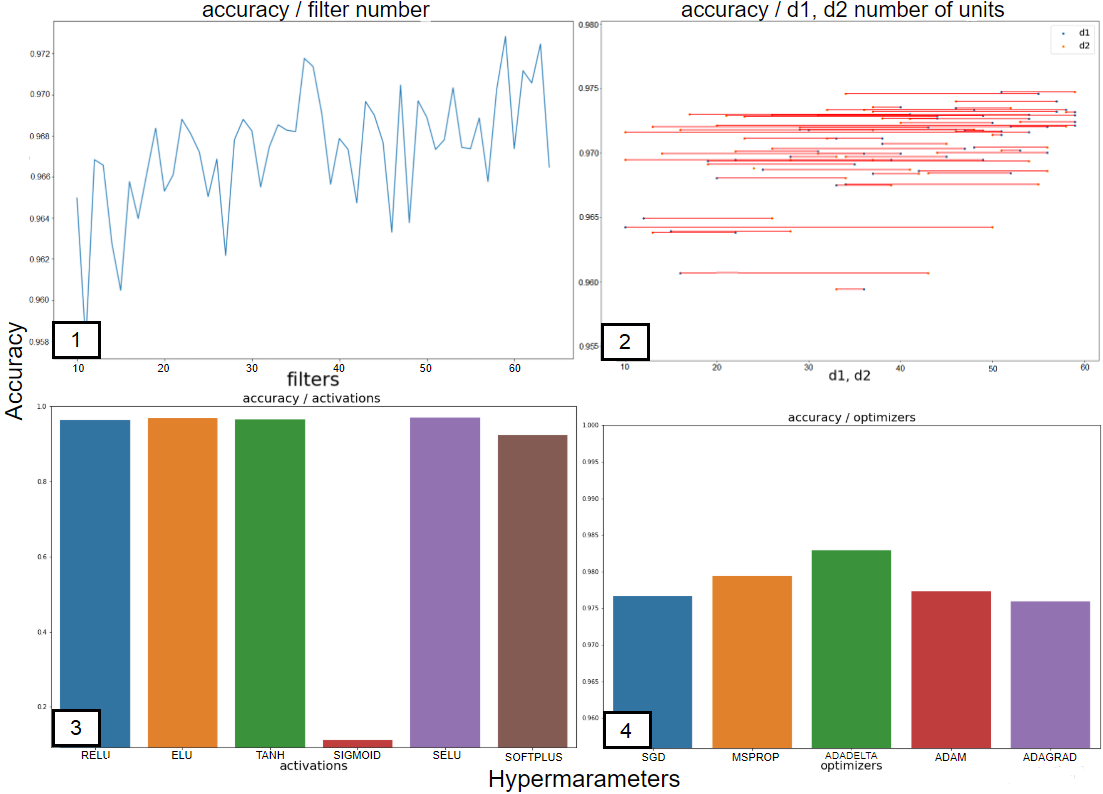 accuracy / filter number
0.972
0.970
0.968
0.966
0.964
0.962
0.960
0.958
1
10 20 30 40 50 60
filters
accuracy / d1, d2 number of units
0.980
0.975
0.970
0.965
0.960
0.955
d1
d2
2
10 20 30 40 50 60
d1, d2
Accuracy
accuracy / activations
1.0
0.8
0.6
0.4
0.2
3
RELU ELU TANH SIGMOID SELU SOFTPLUS
activations
accuracy / optimizers
1.000
0.995
0.990
0.985
0.980
0.975
0.970
0.965
0.960
4
SGD MSPROP ADADELTA ADAM ADAGRAD
optimizers
Hypermarameters